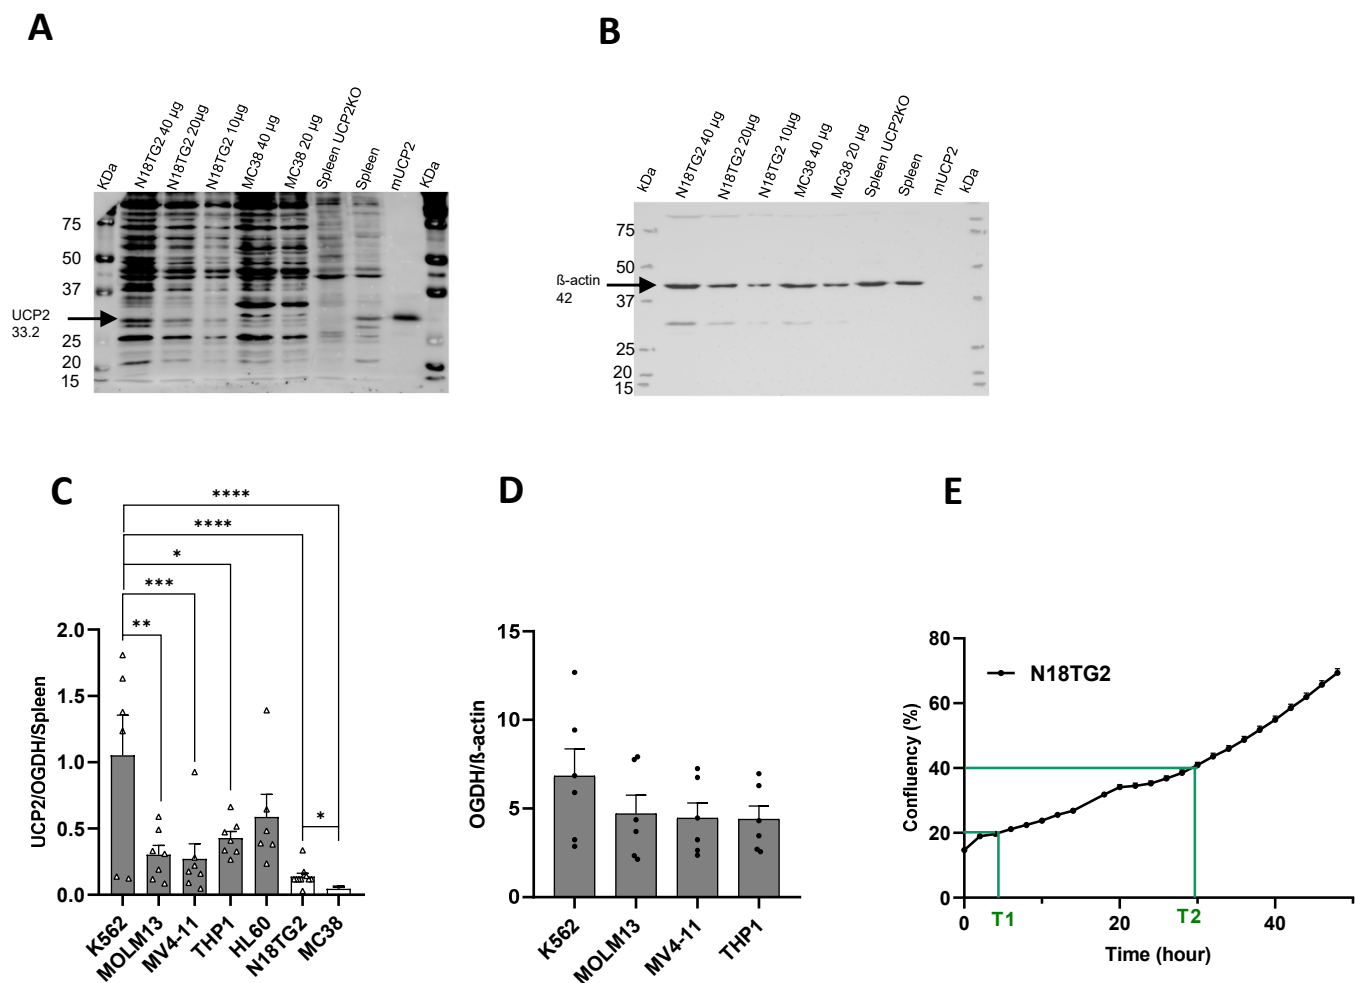 A
KDa
N18TG2 40 µg
N18TG2 20µg
N18TG2 10µg
MC38 40 µg
MC38 20 µg
Spleen UCP2KO
Spleen
mUCP2
KDa
75
50
37
UCP2
33.2
25
20
15
B
kDa
N18TG2 40 µg
N18TG2 20µg
N18TG2 10µg
MC38 40 µg
MC38 20 µg
Spleen UCP2KO
Spleen
mUCP2
kDa
75
50
ß-actin
42
37
25
20
15
C
****
****
*
***
**
*
UCP2/OGDH/Spleen
2.0
1.5
1.0
0.5
0.0
K562
MOLM13
MV4-11
THP1
HL60
N18TG2
MC38
D
OGDH/ß-actin
15
10
5
0
K562
MOLM13
MV4-11
THP1
E
N18TG2
Confluency (%)
80
60
40
20
0
0
T1
20
T2
40
Time (hour)